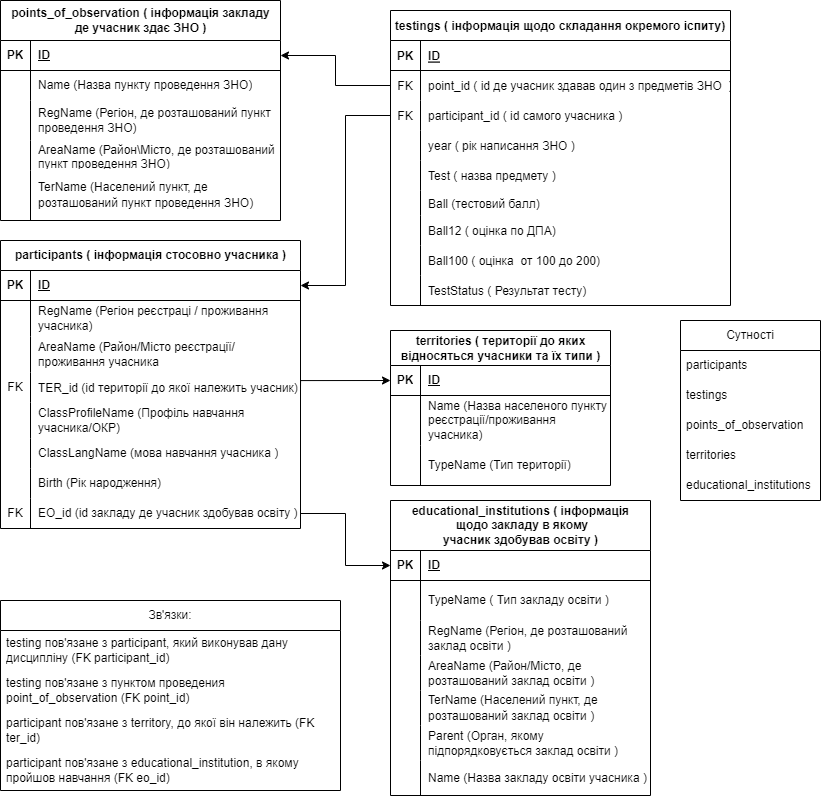 points_of_observation ( інформація закладу
де учасник здає ЗНО )
PK ID
Name (Назва пункту проведення ЗНО)
RegName (Регіон, де розташований пункт
проведення ЗНО)
AreaName (Район\Місто, де розташований
пункт проведення ЗНО)
TerName (Населений пункт, де
розташований пункт проведення ЗНО)
testings ( інформація щодо складання окремого іспиту)
PK ID
FK point_id ( id де учасник здавав один з предметів ЗНО )
FK participant_id ( id самого учасника )
year ( рік написання ЗНО )
Test ( назва предмету )
Ball (тестовий балл)
Ball12 ( оцінка по ДПА)
Ball100 ( оцінка от 100 до 200)
TestStatus ( Результат тесту)
participants ( інформація стосовно учасника )
PK ID
RegName (Регіон реєстраці / проживання
учасника)
AreaName (Район/Місто реєстрації/
проживання учасника
FK TER_id (id території до якої належить учасник)
ClassProfileName (Профіль навчання
учасника/ОКР)
ClassLangName (мова навчання учасника )
Birth (Рік народження)
FK EO_id (id закладу де учасник здобував освіту )
territories ( території до яких
відносяться учасники та їх типи )
PK ID
Name (Назва населеного пункту
реєстрації/проживання
учасника)
TypeName (Тип території)
Сутності
participants
testings
points_of_observation
territories
educational_institutions
educational_institutions ( інформація
щодо закладу в якому
учасник здобував освіту )
PK ID
TypeName ( Тип закладу освіти )
RegName (Регіон, де розташований
заклад освіти )
AreaName (Район/Місто, де
розташований заклад освіти )
TerName (Населений пункт, де
розташований заклад освіти )
Parent (Орган, якому
підпорядковується заклад освіти )
Name (Назва закладу освіти учасника )
Зв'язки:
testing пов'язане з participant, який виконував дану
дисципліну (FK participant_id)
testing пов'язане з пунктом проведення
point_of_observation (FK point_id)
participant пов'язане з territory, до якої він належить (FK
ter_id)
participant пов'язане з educational_institution, в якому
пройшов навчання (FK eo_id)